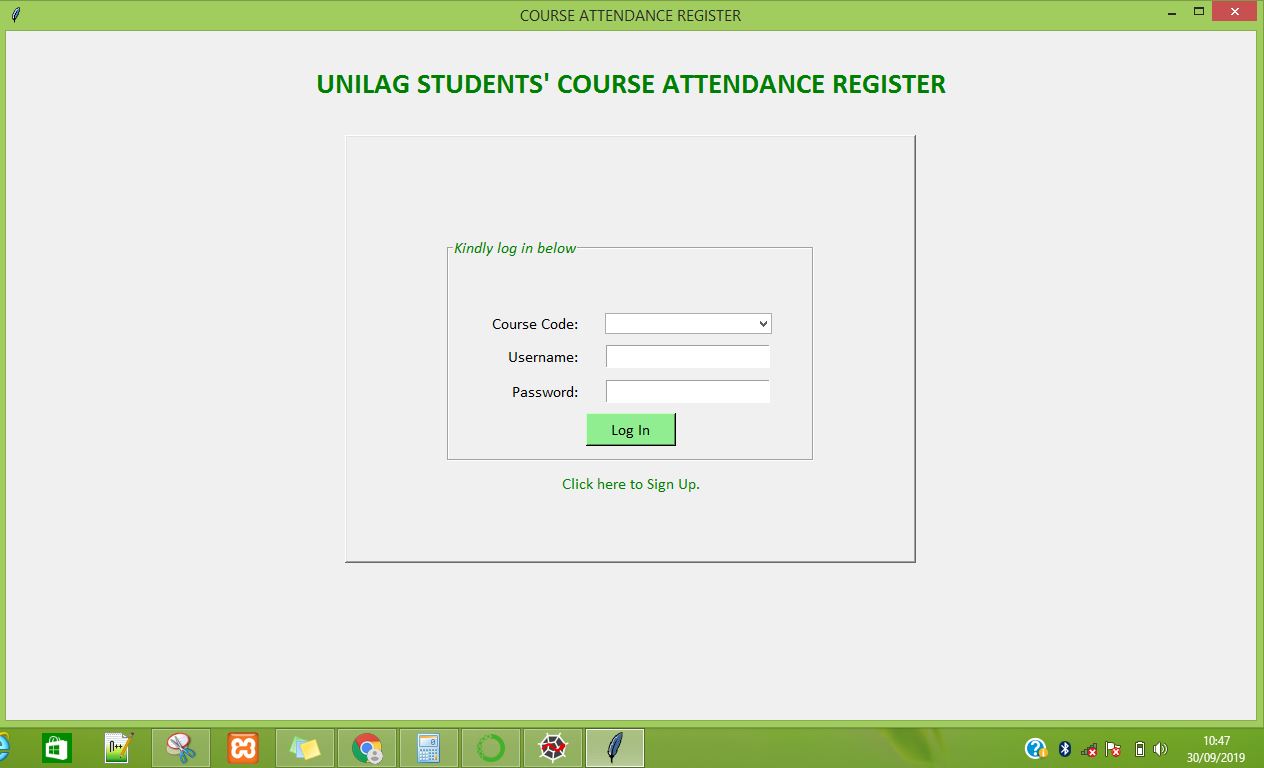 COURSE ATTENDANCE REGISTER
UNILAG STUDENTS' COURSE ATTENDANCE REGISTER
Kindly log in below
Course Code:
Username:
Password:
Log In
Click here to Sign Up.
10:47
30/09/2019